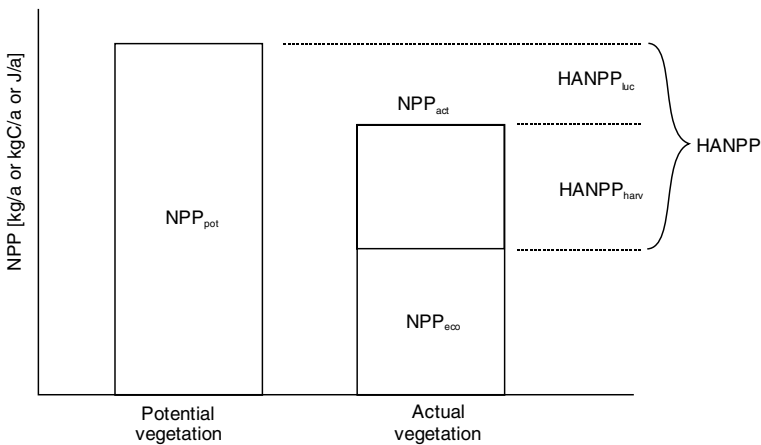 NPP [kg/a or kgC/a or J/a]
HANPPluc
NPPact
HANPP
HANPPharv
NPPpot
NPPeco
Potential
vegetation
Actual
vegetation